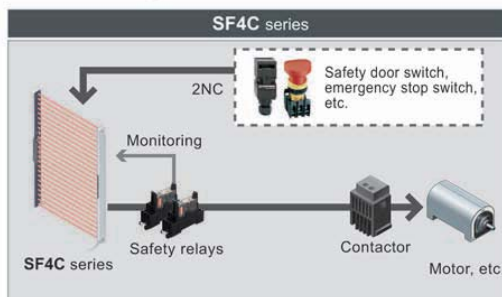 SF4C series
Safety door switch,
emergency stop switch,
etc.
2NC
Monitoring
SF4C series
Safety relays
Contactor
Motor, etc